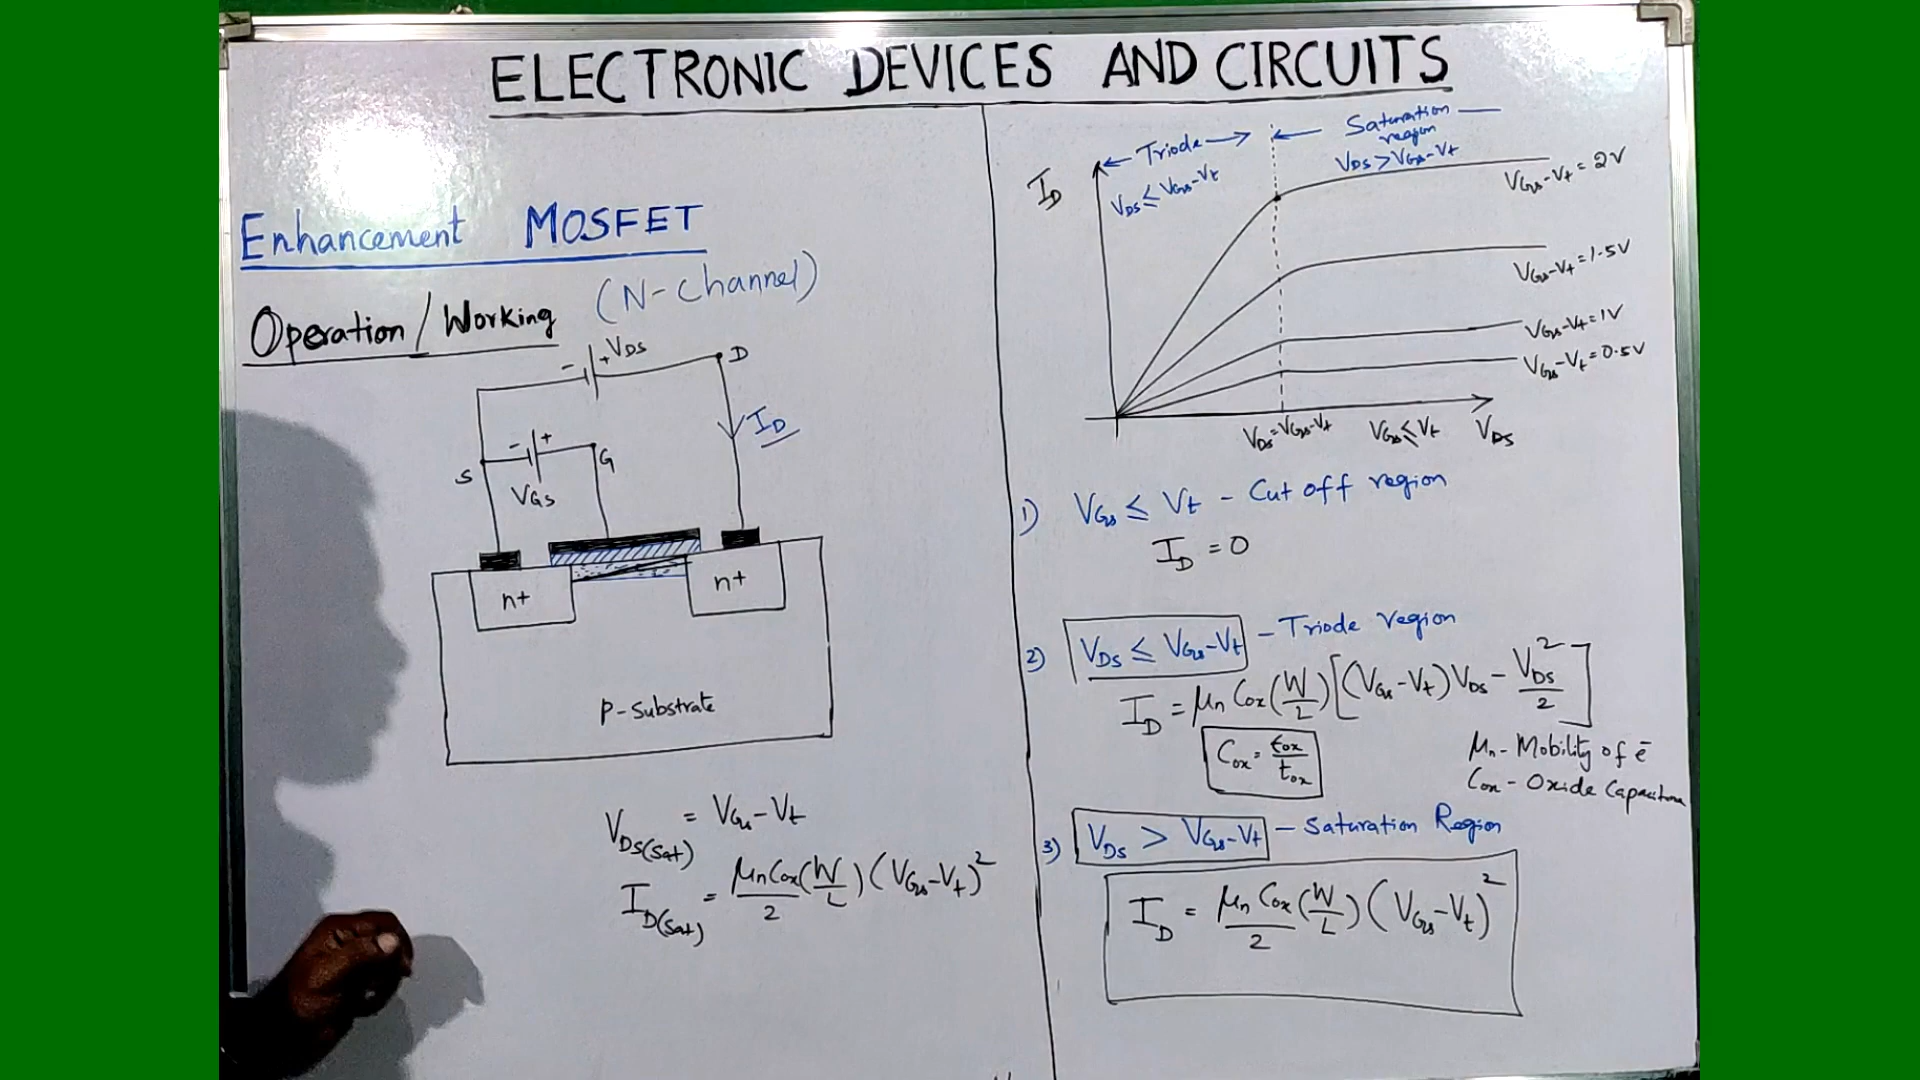 ELECTRONIC DEVICES AND CIRCUITS
Enhancement MOSFET
(N-Channel)
Operation/Working
- + VDS
D
ID
- +
S
G
VGS
n+
n+
P-Substrate
VDS(Sat) = VGS-Vt
ID(Sat) = μnCox/2 (W/L) (VGS-Vt)²
ID
← Triode →
VDS ≤ VGS-Vt
← Saturation
region
VDS > VGS-Vt
VGS-Vt = 2V
VGS-Vt = 1.5V
VGS-Vt = 1V
VGS-Vt = 0.5V
VDS=VGS-Vt
VGS≤Vt
VDS
1) VGS ≤ Vt - Cut off region
ID = 0
2) VDS ≤ VGS-Vt - Triode region
ID = μn Cox (W/L) [(VGS-Vt) VDS - VDS²/2]
Cox = εox/tox
μn - Mobility of ē
Cox - Oxide
3) VDS > VGS-Vt - Saturation Region
ID = μn Cox/2 (W/L) (VGS-Vt)²